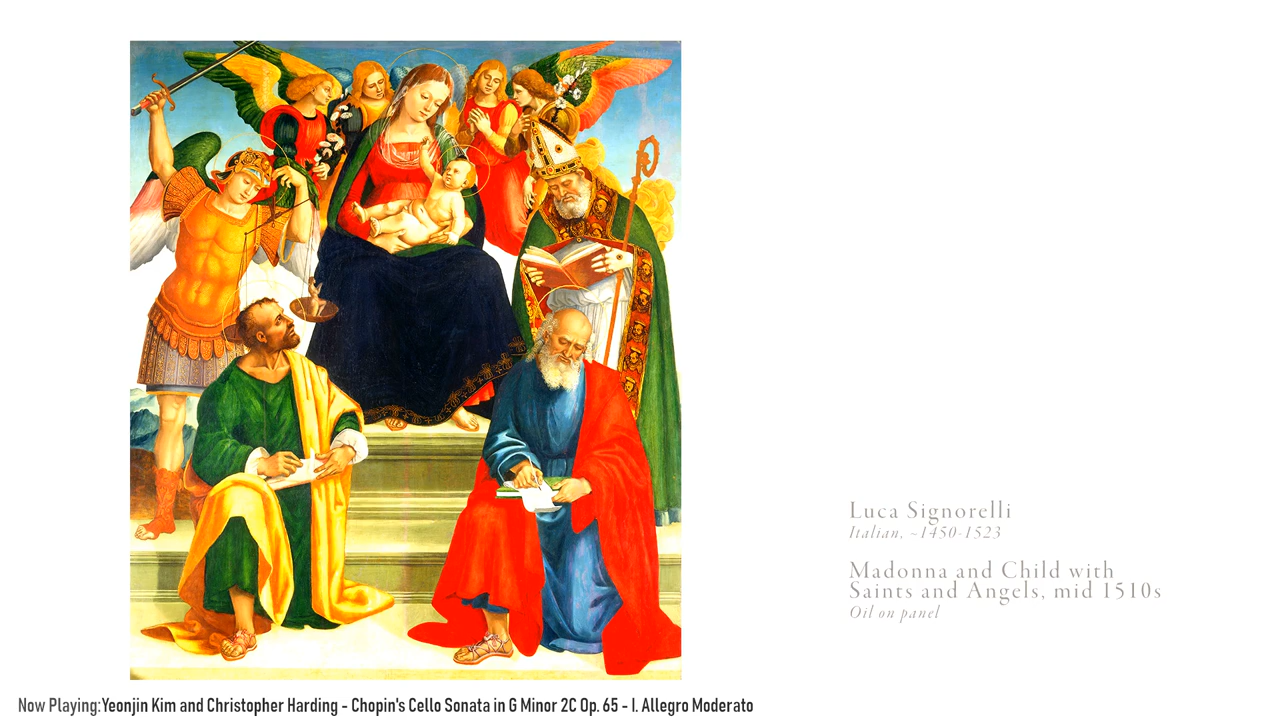 Luca Signorelli
Italian, ~1450-1523
Madonna and Child with
Saints and Angels, mid 1510s
Oil on panel
Now Playing:Yeonjin Kim and Christopher Harding - Chopin's Cello Sonata in G Minor 2C Op. 65 - I. Allegro Moderato